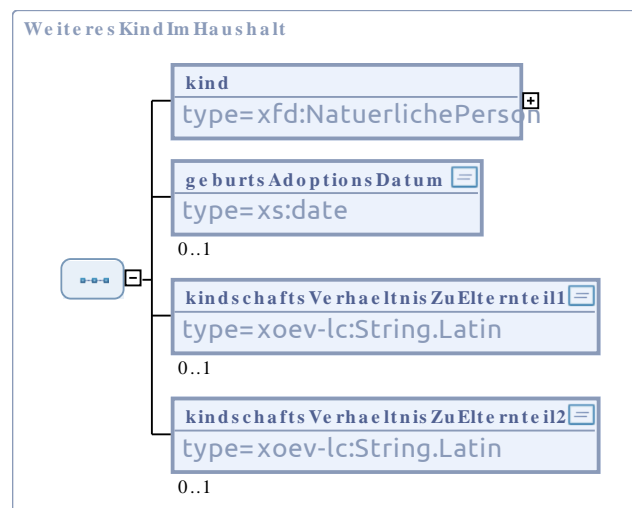 WeiteresKindImHaushalt
kind
type=xfd:NatuerlichePerson
geburtsAdoptionsDatum
type=xs:date
0..1
kindschaftsVerhaeltnisZuElternteil1
type=xoev-lc:String.Latin
0..1
kindschaftsVerhaeltnisZuElternteil2
type=xoev-lc:String.Latin
0..1